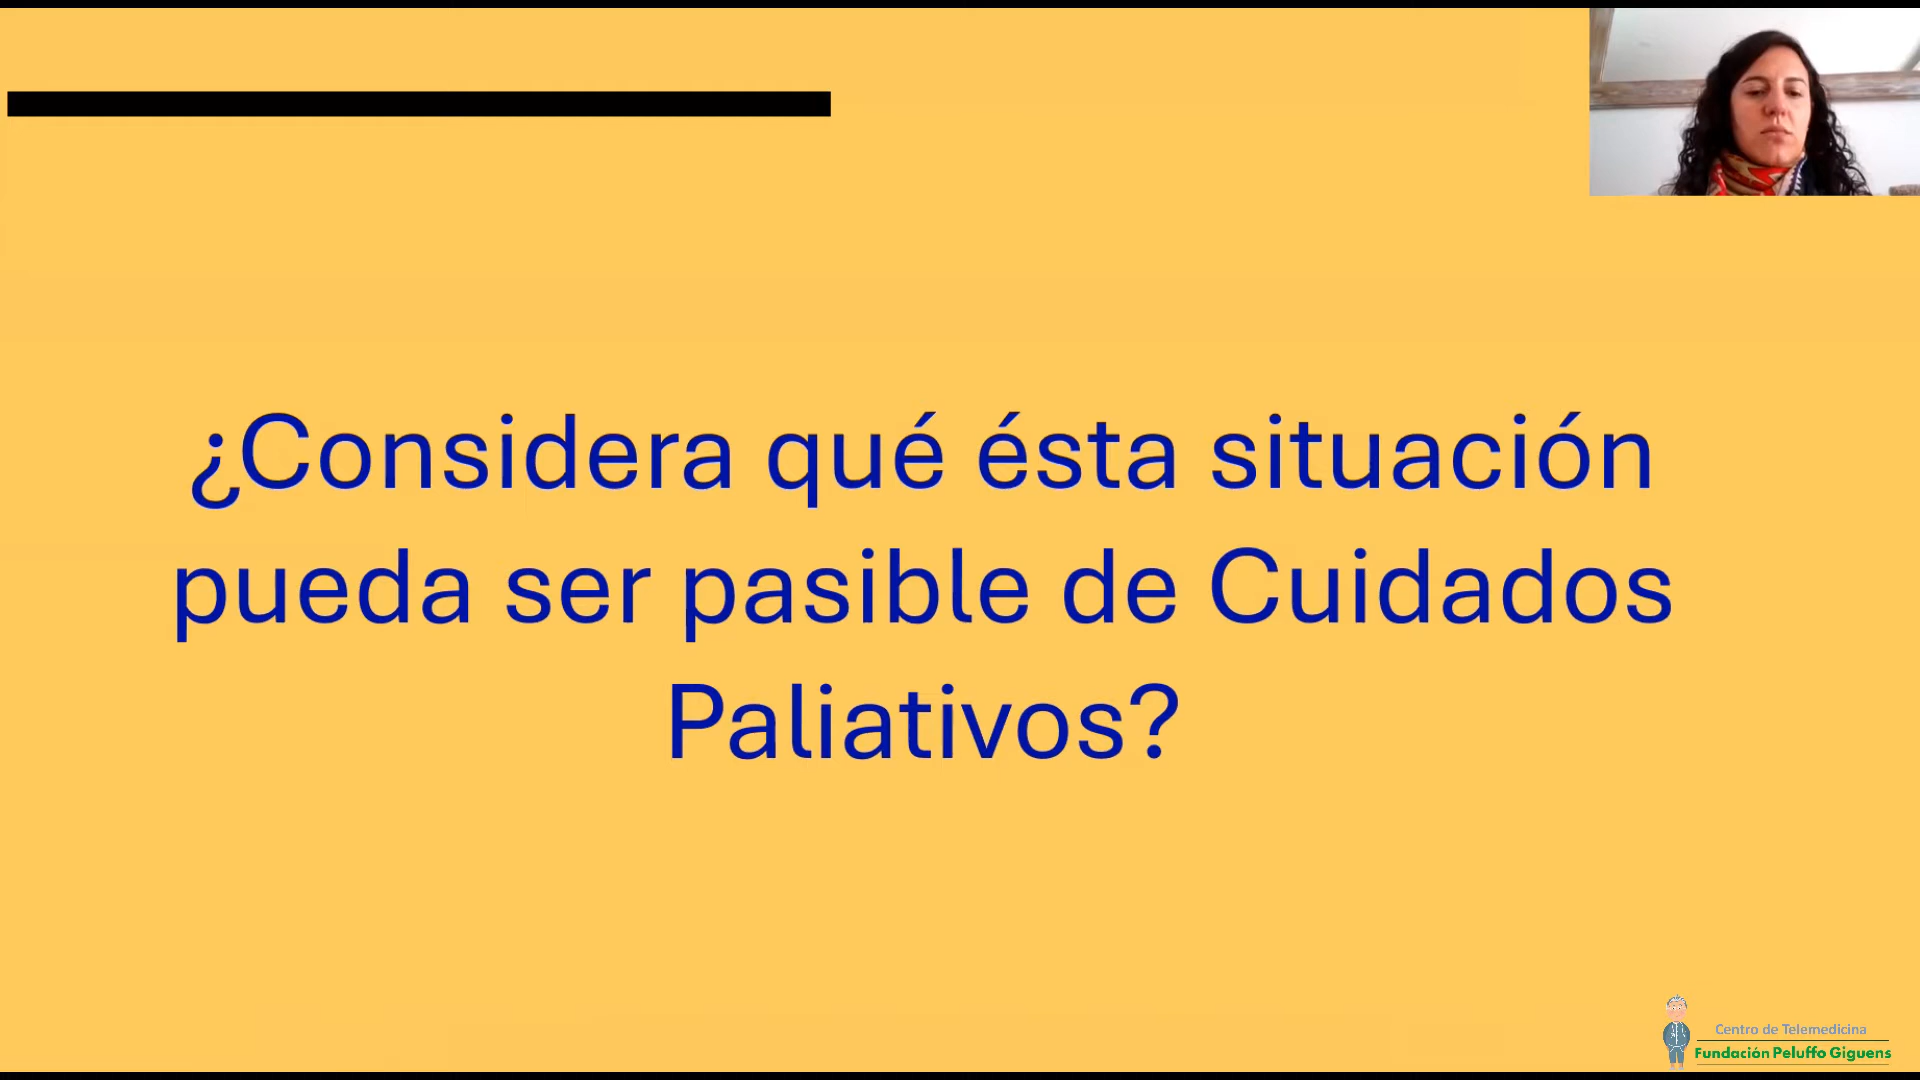 ¿Considera qué ésta situación
pueda ser pasible de Cuidados
Paliativos?
Centro de Telemedicina
Fundación Peluffo Giguens